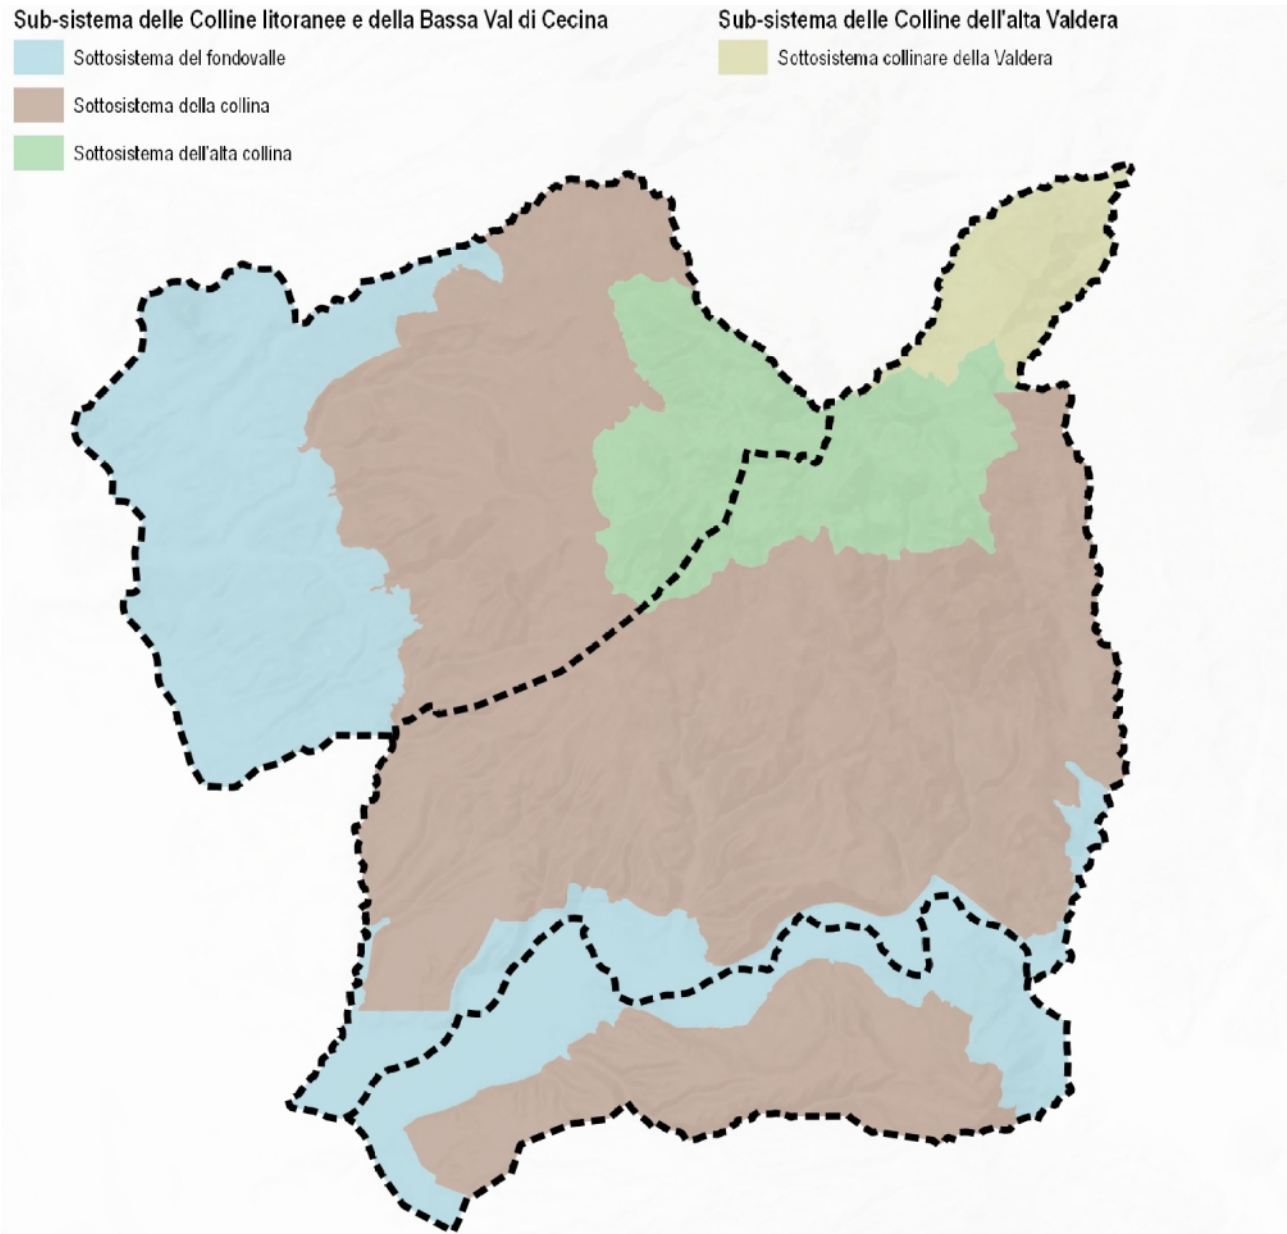 Sub-sistema delle Colline litoranee e della Bassa Val di Cecina
Sottosistema del fondovalle
Sottosistema della collina
Sottosistema dell'alta collina
Sub-sistema delle Colline dell'alta Valdera
Sottosistema collinare della Valdera